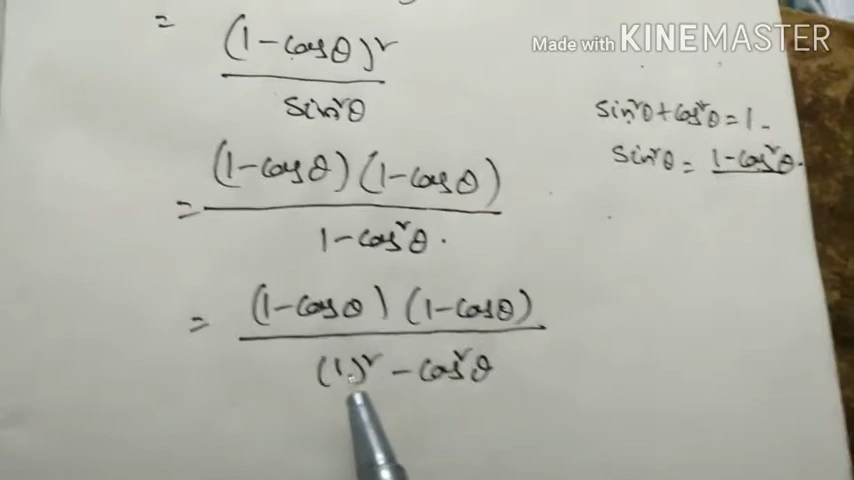 Made with KINEMASTER
= (1-cosθ)² / sin²θ
sin²θ + cos²θ = 1.
sin²θ = 1-cos²θ.
= (1-cosθ) (1-cosθ) / 1-cos²θ.
= (1-cosθ) (1-cosθ) / (1)² - cos²θ